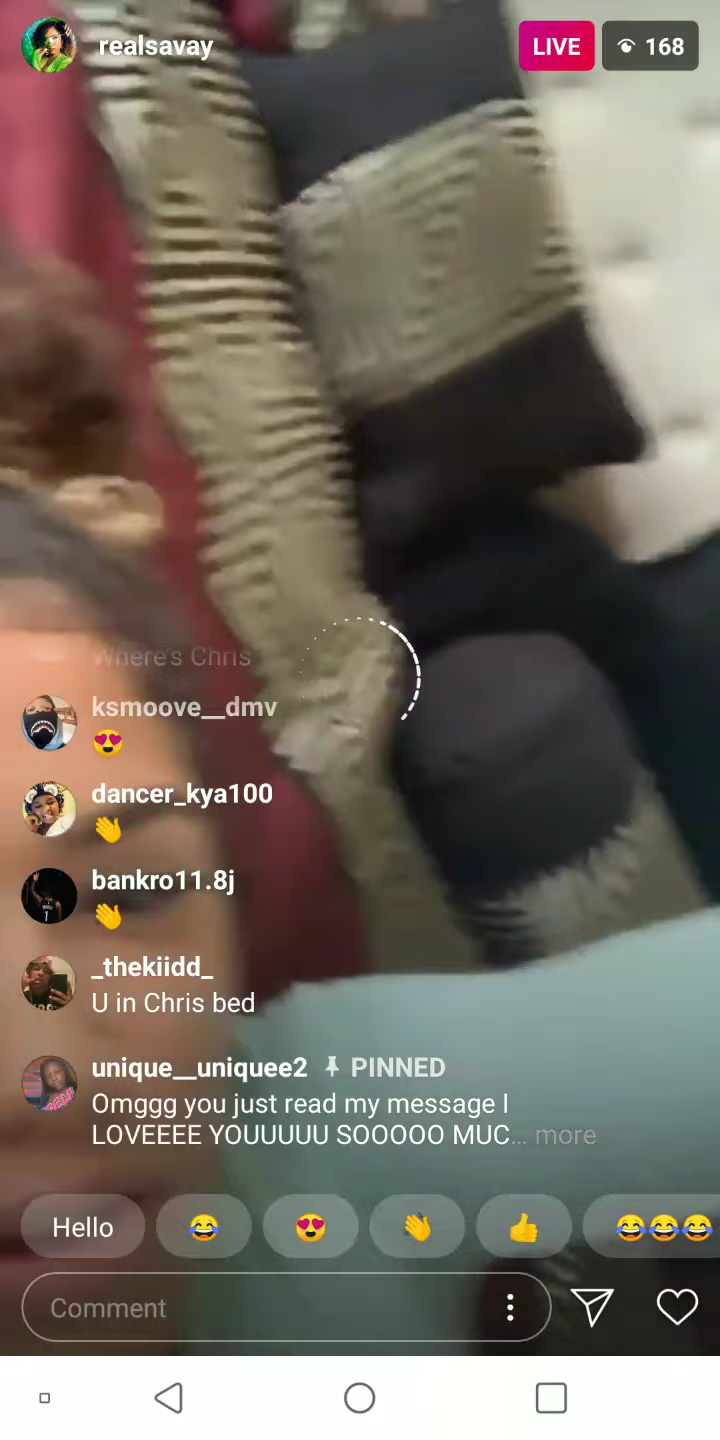 realsavay
LIVE
168
Where's Chris
ksmoove__dmv
😍
dancer_kya100
👋
bankro11.8j
👋
_thekiidd_
U in Chris bed
unique__uniquee2 PINNED
Omggg you just read my message I
LOVEEEE YOUUUUU SOOOOO MUC... more
Hello 😂 😍 👋 👍 😂😂😂
Comment